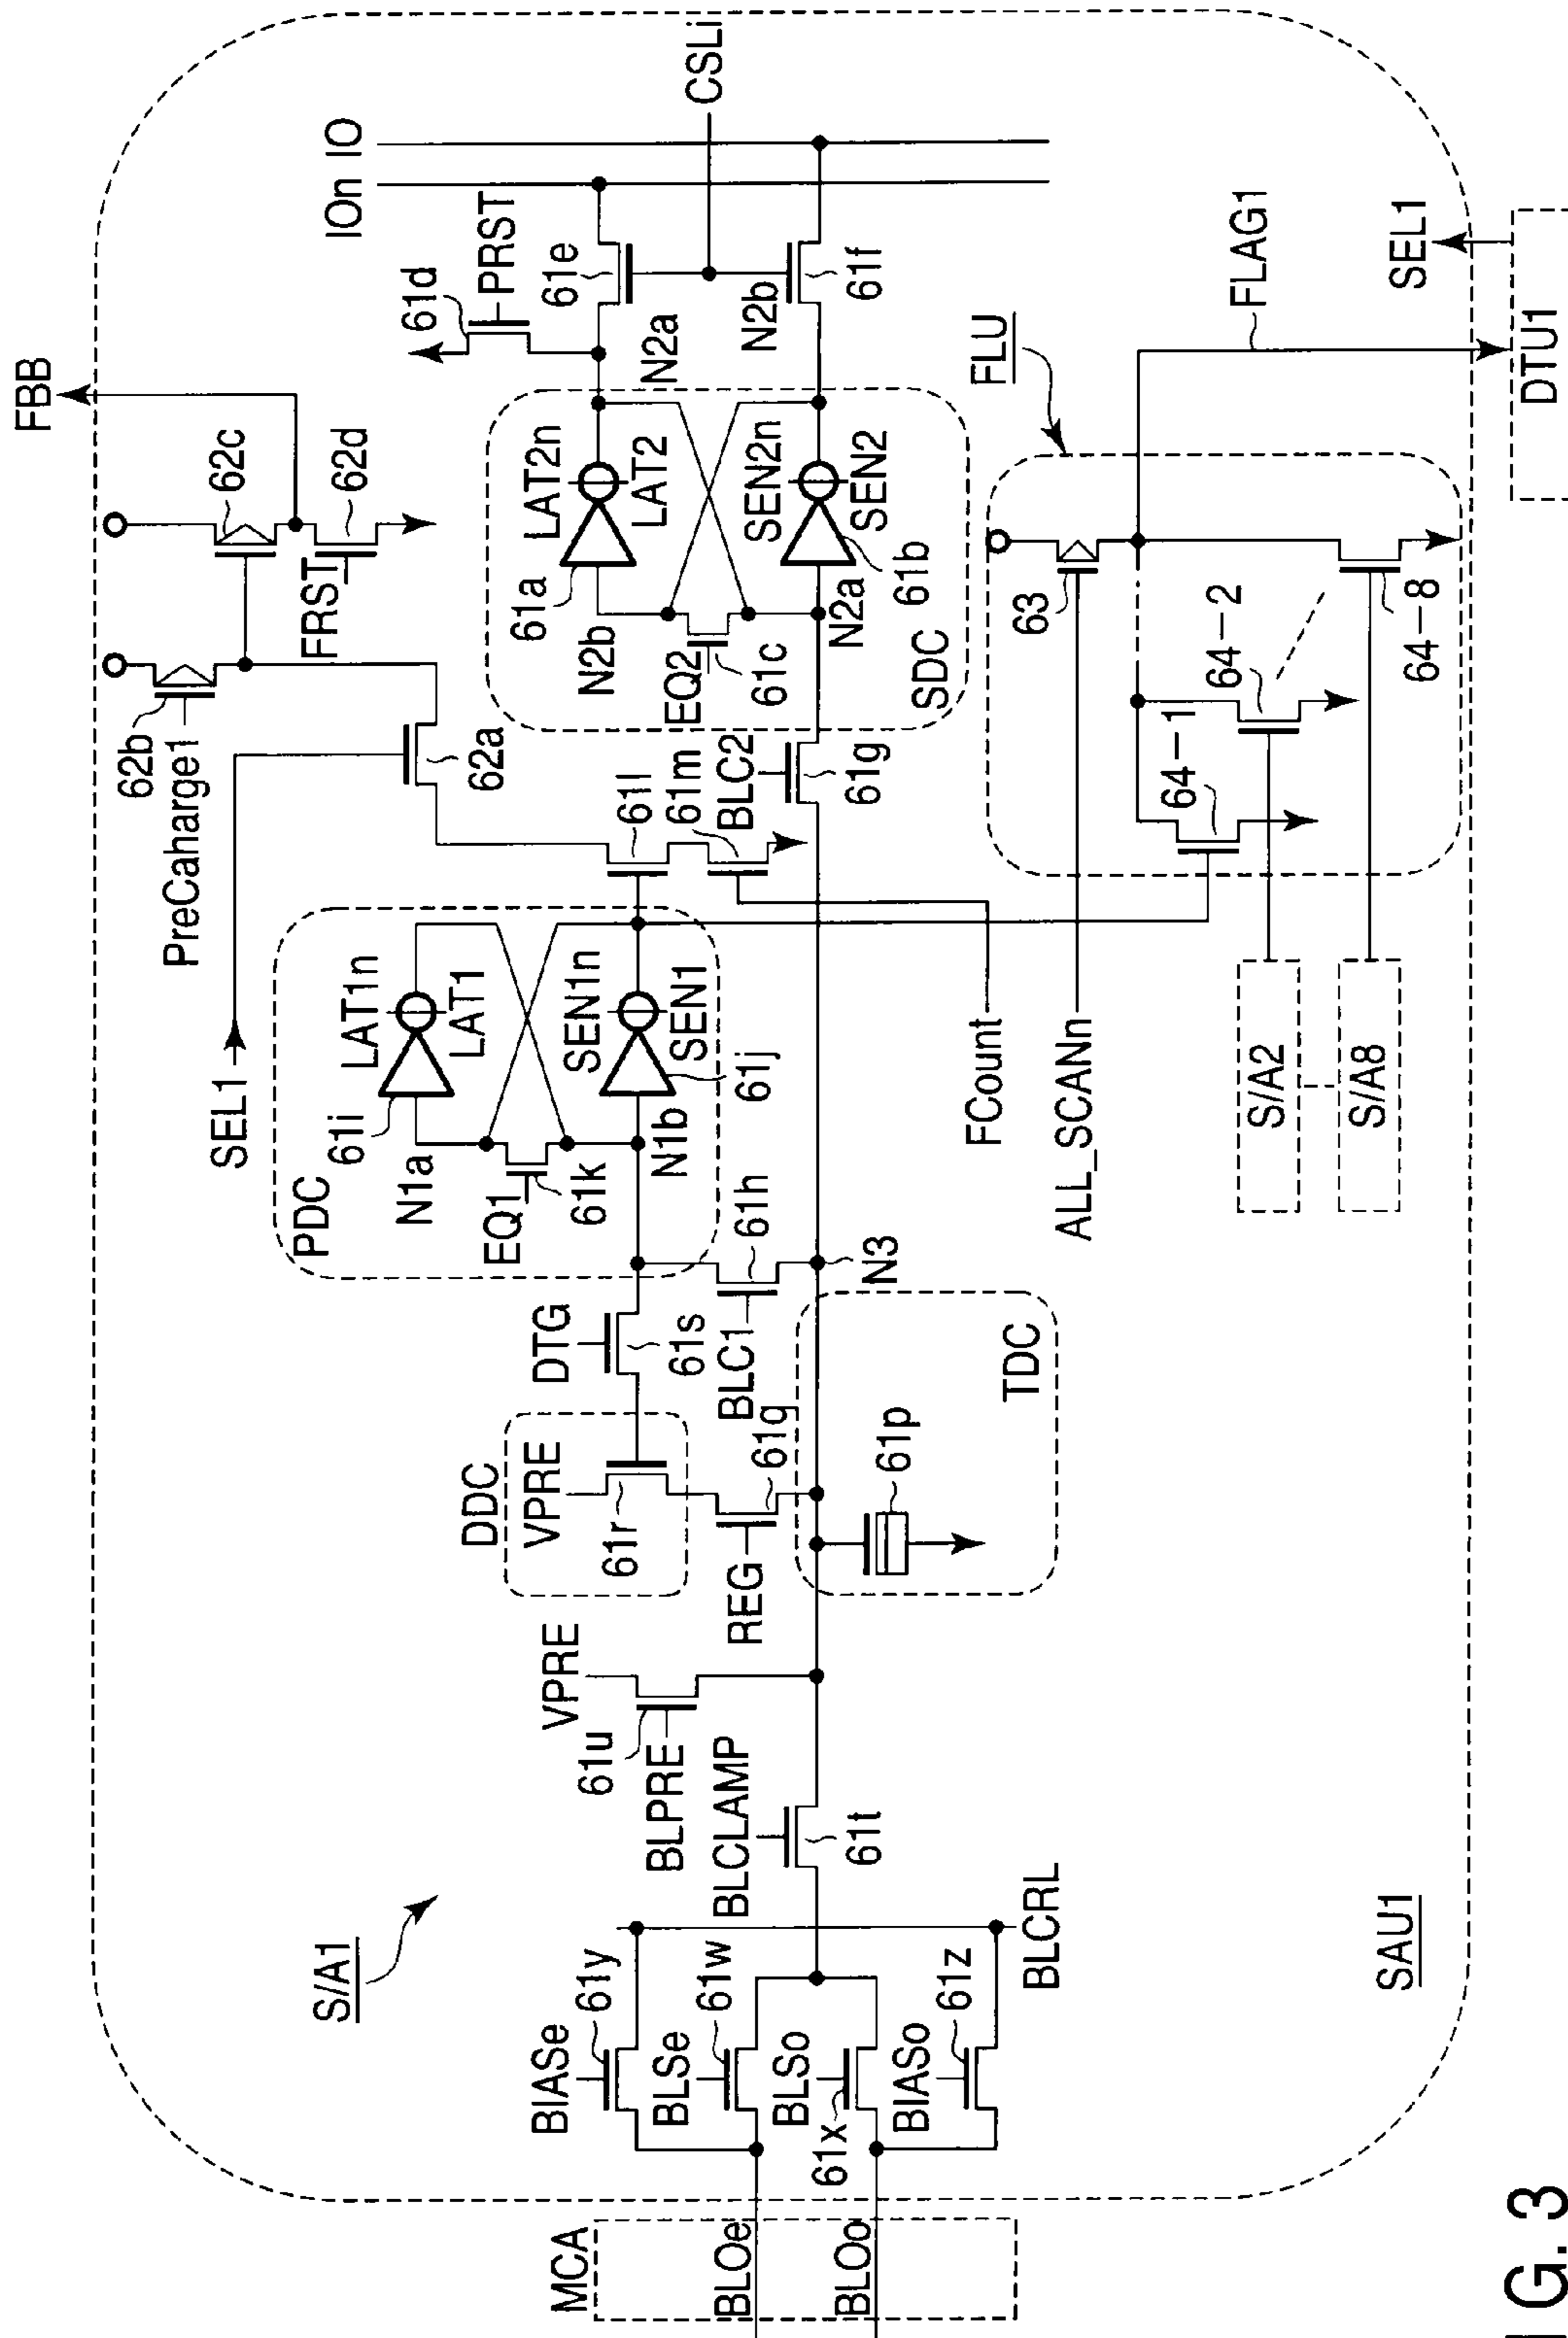 FBB
IOn IO
CSLi
62c
62d
FRST
62b
PreCaharge1
62a
61d
PRST
61e
N2a
N2b
61f
LAT2n
LAT2
61a
N2b
SEN2n
SEN2
61b
N2a
EQ2
61c
SDC
SEL1
61l
61m
BLC2
61g
LAT1n
LAT1
61i
N1a
SEN1n
SEN1
61j
N1b
EQ1
61k
PDC
FCount
ALL_SCANn
FLU
FLAG1
SEL1
DTU1
63
64-1
64-2
64-8
S/A2
S/A8
61h
N3
BLC1
DTG
61s
DDC
VPRE
61r
REG
61q
TDC
61p
VPRE
61u
BLPRE
BLCLAMP
61t
S/A1
BLCRL
SAU1
BIASe
61y
BLSe
61w
BLSo
61x
BIASo
61z
MCA
BLOe
BLOo
IG. 3